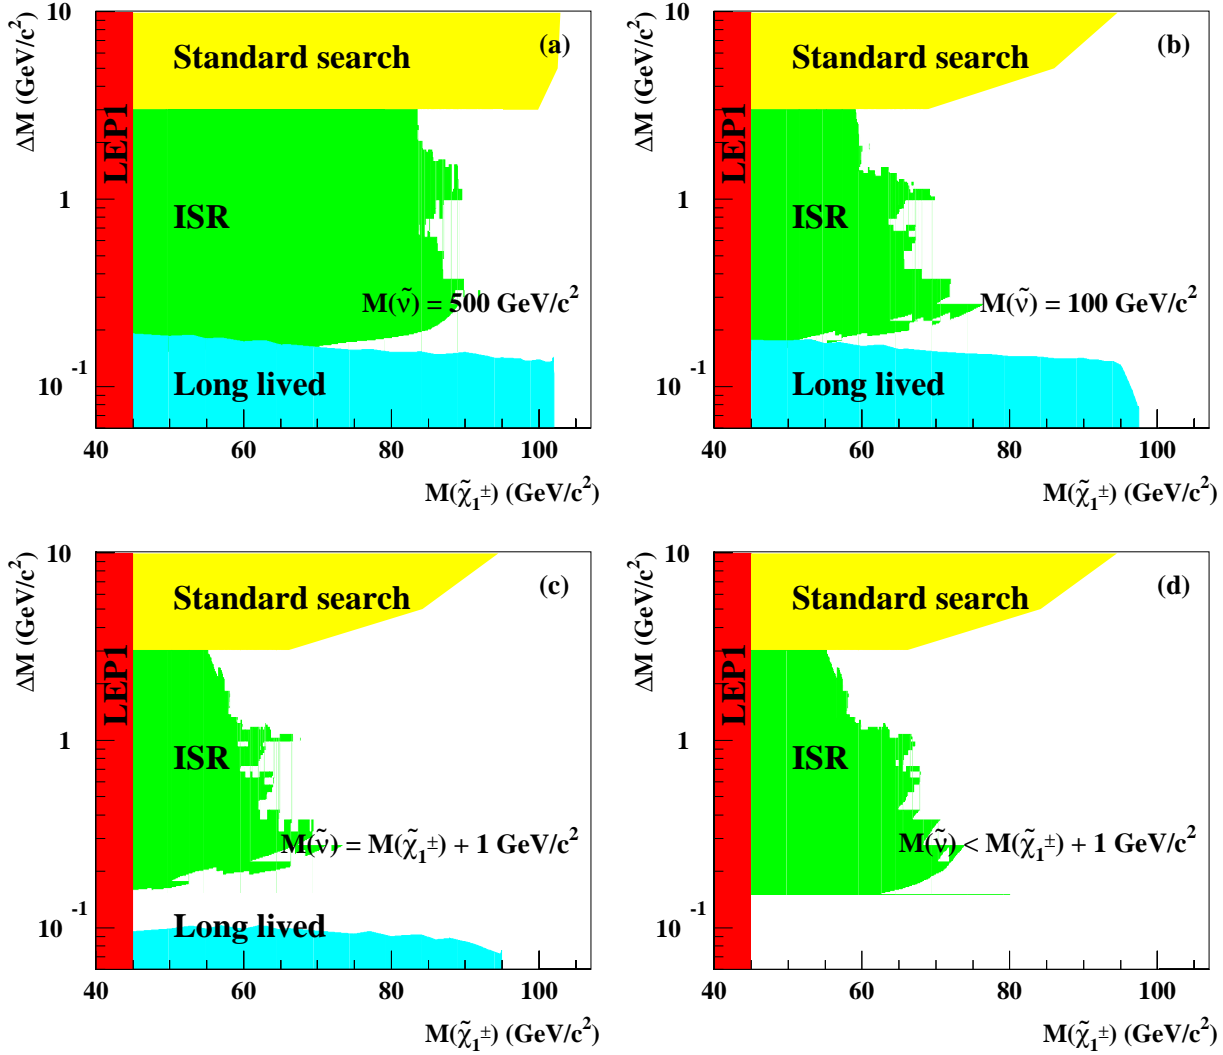 ΔM (GeV/c²)
10
1
10⁻¹
LEP1
Standard search
(a)
ISR
M(ν̃) = 500 GeV/c²
Long lived
40 60 80 100
M(χ̃₁±) (GeV/c²)
ΔM (GeV/c²)
10
1
10⁻¹
LEP1
Standard search
(b)
ISR
M(ν̃) = 100 GeV/c²
Long lived
40 60 80 100
M(χ̃₁±) (GeV/c²)
ΔM (GeV/c²)
10
1
10⁻¹
LEP1
Standard search
(c)
ISR
M(ν̃) = M(χ̃₁±) + 1 GeV/c²
Long lived
40 60 80 100
M(χ̃₁±) (GeV/c²)
ΔM (GeV/c²)
10
1
10⁻¹
LEP1
Standard search
(d)
ISR
M(ν̃) < M(χ̃₁±) + 1 GeV/c²
40 60 80 100
M(χ̃₁±) (GeV/c²)